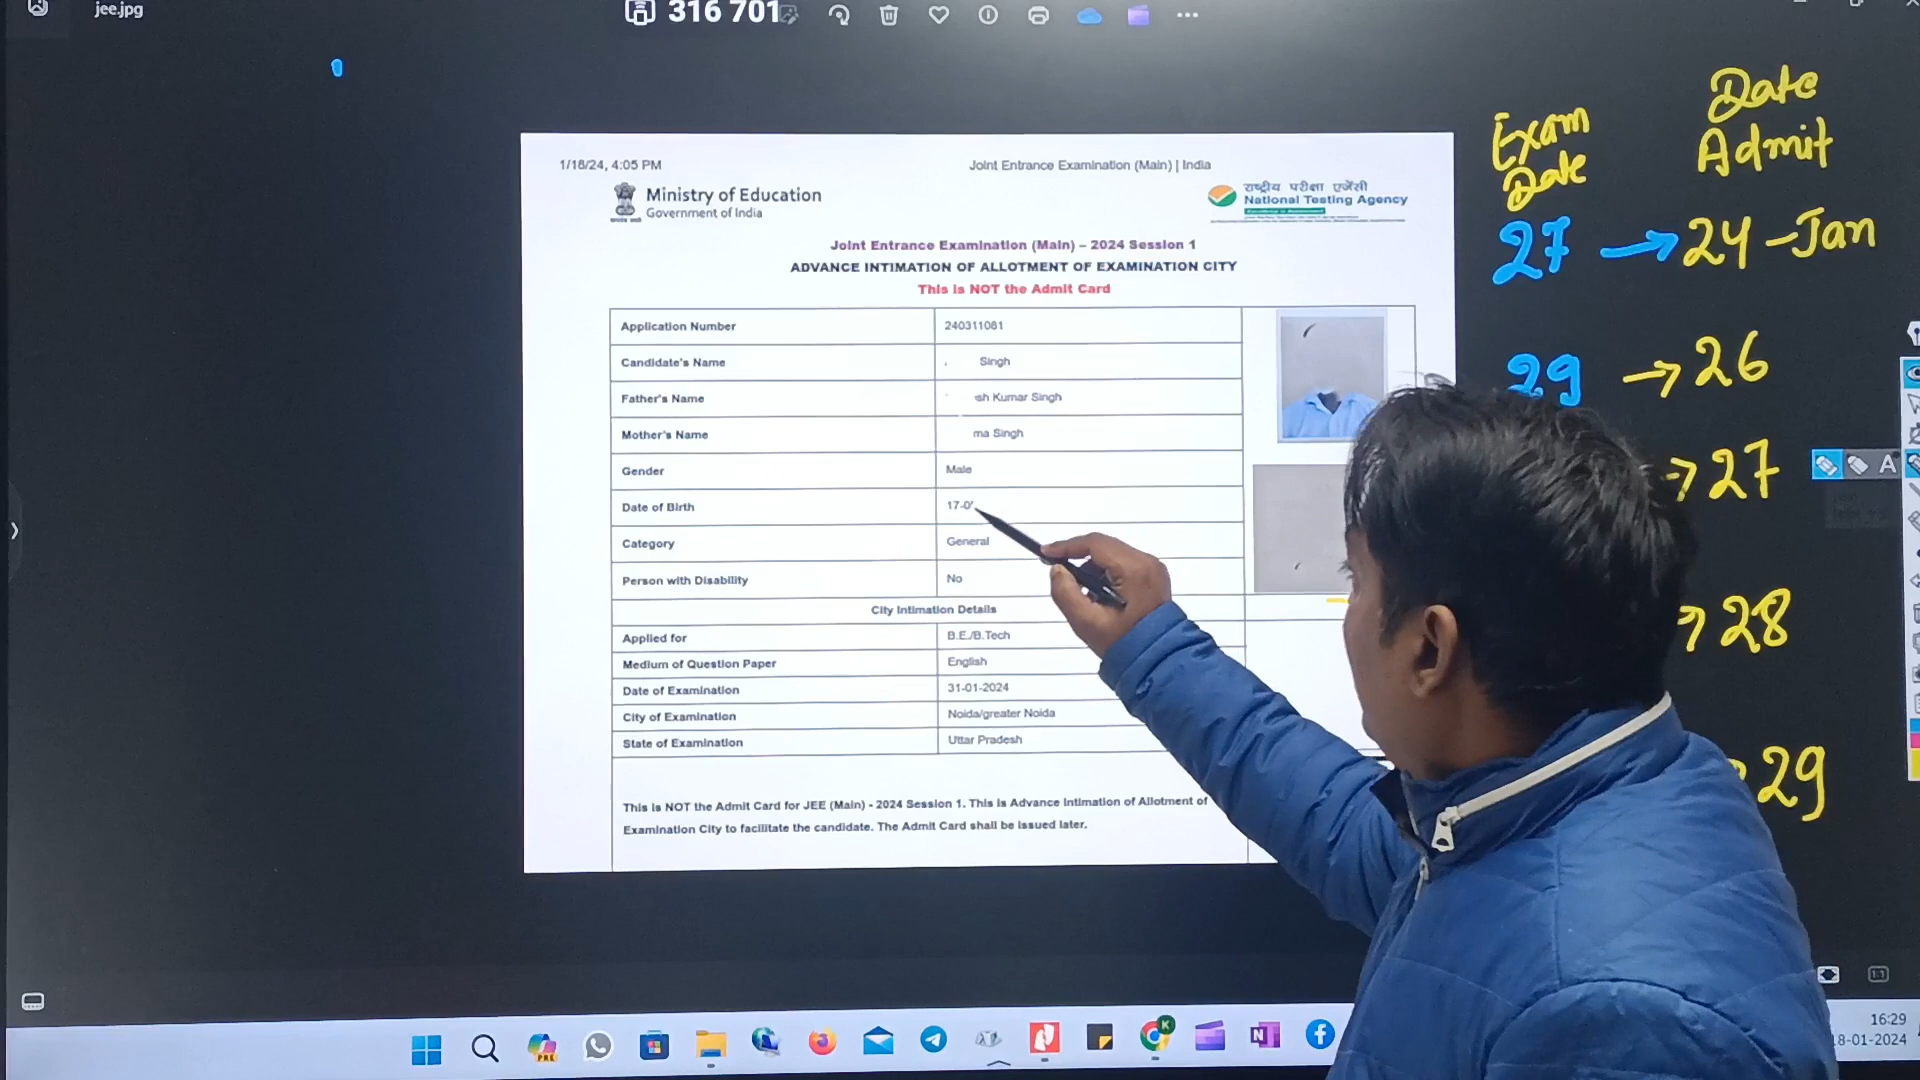 jee.jpg
316 701
1/18/24, 4:05 PM
Joint Entrance Examination (Main) | India
Ministry of Education
Government of India
राष्ट्रीय परीक्षा एजेंसी
National Testing Agency
Excellence in Assessment
Joint Entrance Examination (Main) – 2024 Session 1
ADVANCE INTIMATION OF ALLOTMENT OF EXAMINATION CITY
This is NOT the Admit Card
Application Number 240311081
Candidate's Name Singh
Father's Name sh Kumar Singh
Mother's Name ma Singh
Gender Male
Date of Birth 17-0
Category General
Person with Disability No
City Intimation Details
Applied for B.E./B.Tech
Medium of Question Paper English
Date of Examination 31-01-2024
City of Examination Noida/greater Noida
State of Examination Uttar Pradesh
This is NOT the Admit Card for JEE (Main) - 2024 Session 1. This is Advance Intimation of Allotment of
Examination City to facilitate the candidate. The Admit Card shall be issued later.
Exam Date
Date Admit
27 → 24 - Jan
29 → 26
→ 27
→ 28
29
A
1:1
PRE
K
N
16:29
8-01-2024